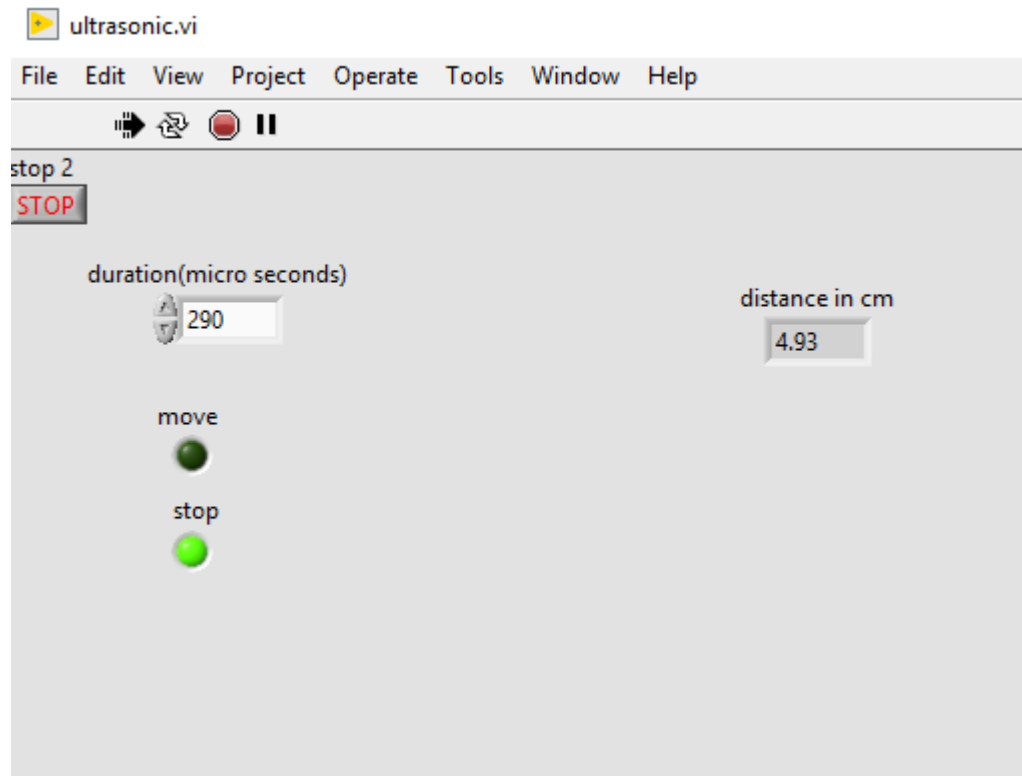 ultrasonic.vi
File Edit View Project Operate Tools Window Help
stop 2
STOP
duration(micro seconds)
290
distance in cm
4.93
move
stop